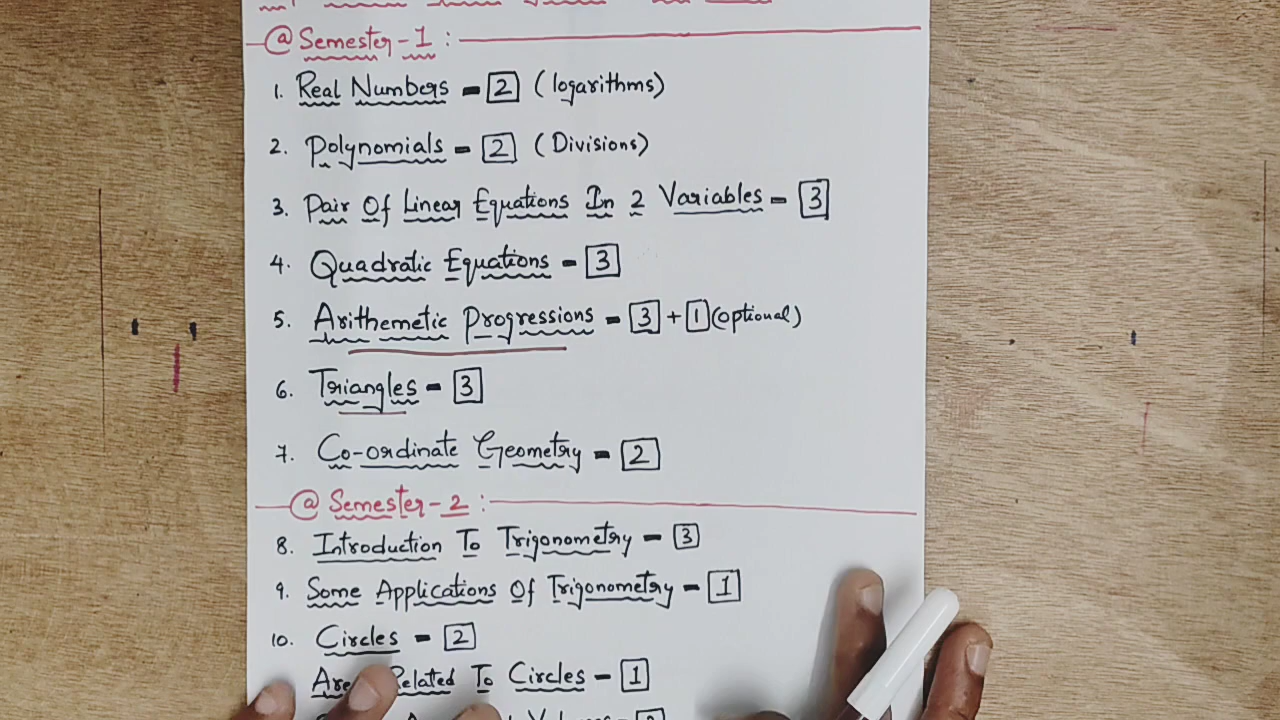 @ Semester-1 :
1. Real Numbers - 2 (logarithms)
2. Polynomials - 2 (Divisions)
3. Pair Of Linear Equations In 2 Variables - 3
4. Quadratic Equations - 3
5. Arithemetic Progressions - 3 + 1 (optional)
6. Triangles - 3
7. Co-ordinate Geometry - 2
@ Semester-2 :
8. Introduction To Trigonometry - 3
9. Some Applications Of Trigonometry - 1
10. Circles - 2
Related To Circles - 1